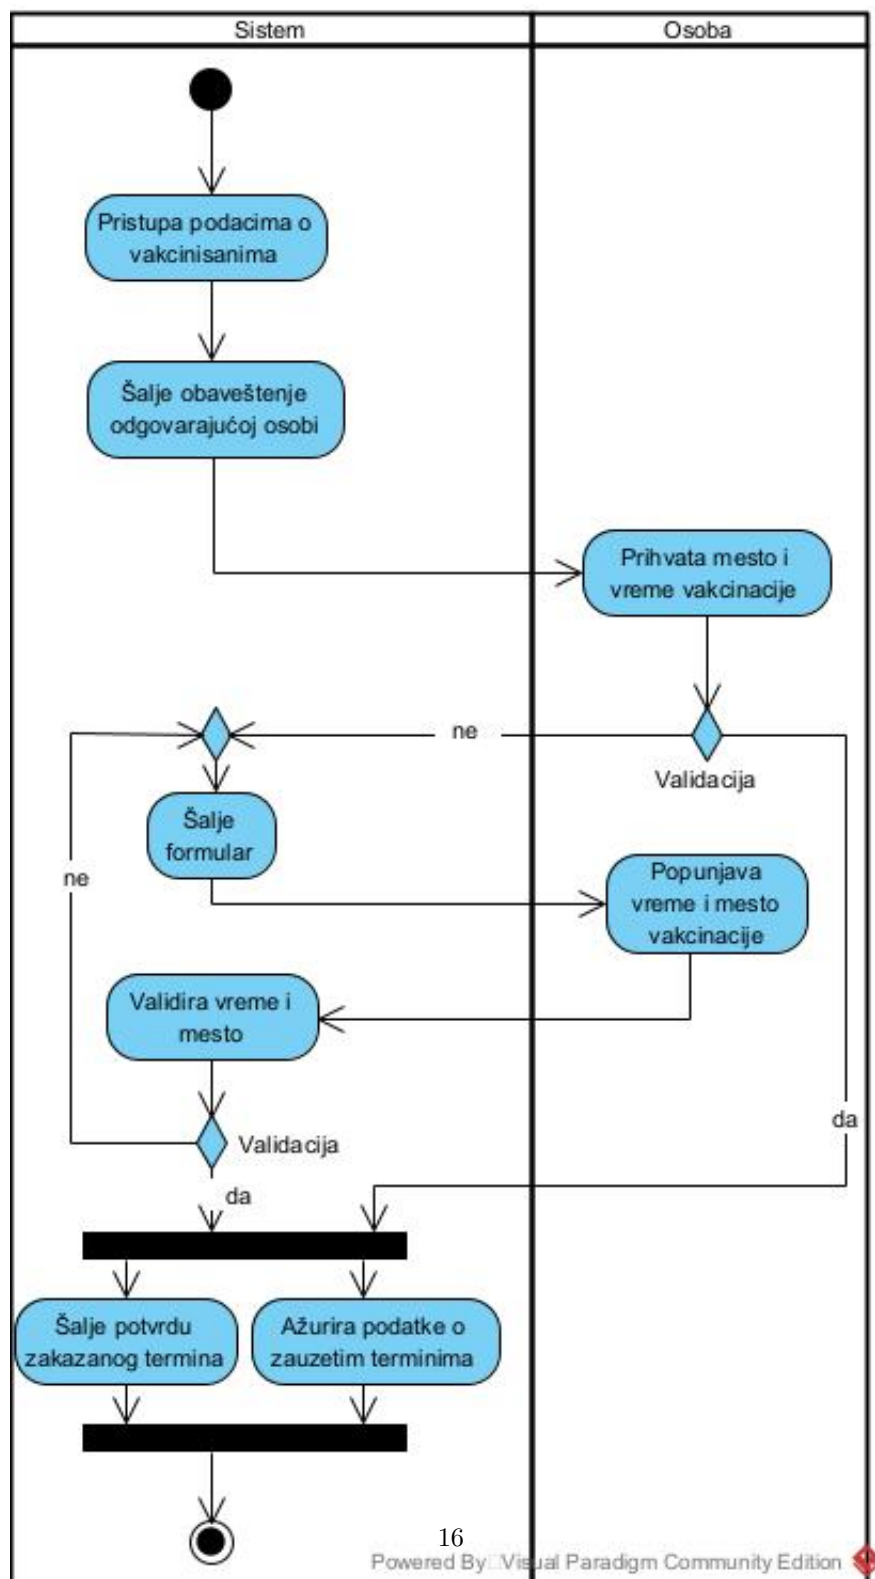 Sistem
Osoba
Pristupa podacima o
vakcinisanima
Šalje obaveštenje
odgovarajućoj osobi
Prihvata mesto i
vreme vakcinacije
ne
Validacija
Šalje
formular
ne
Popunjava
vreme i mesto
vakcinacije
Validira vreme i
mesto
da
Validacija
da
Šalje potvrdu
zakazanog termina
Ažurira podatke o
zauzetim terminima
16
Powered By Visual Paradigm Community Edition